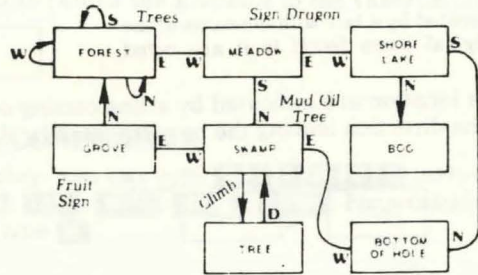 S Trees Sign Dragon
W FOREST E W MEADOW E W SHORE LAKE S
N S N
Mud Oil
Tree
N
GROVE E W SWAMP E BOG
Fruit
Sign
Climb D
TREE W BOTTOM OF HOLE N